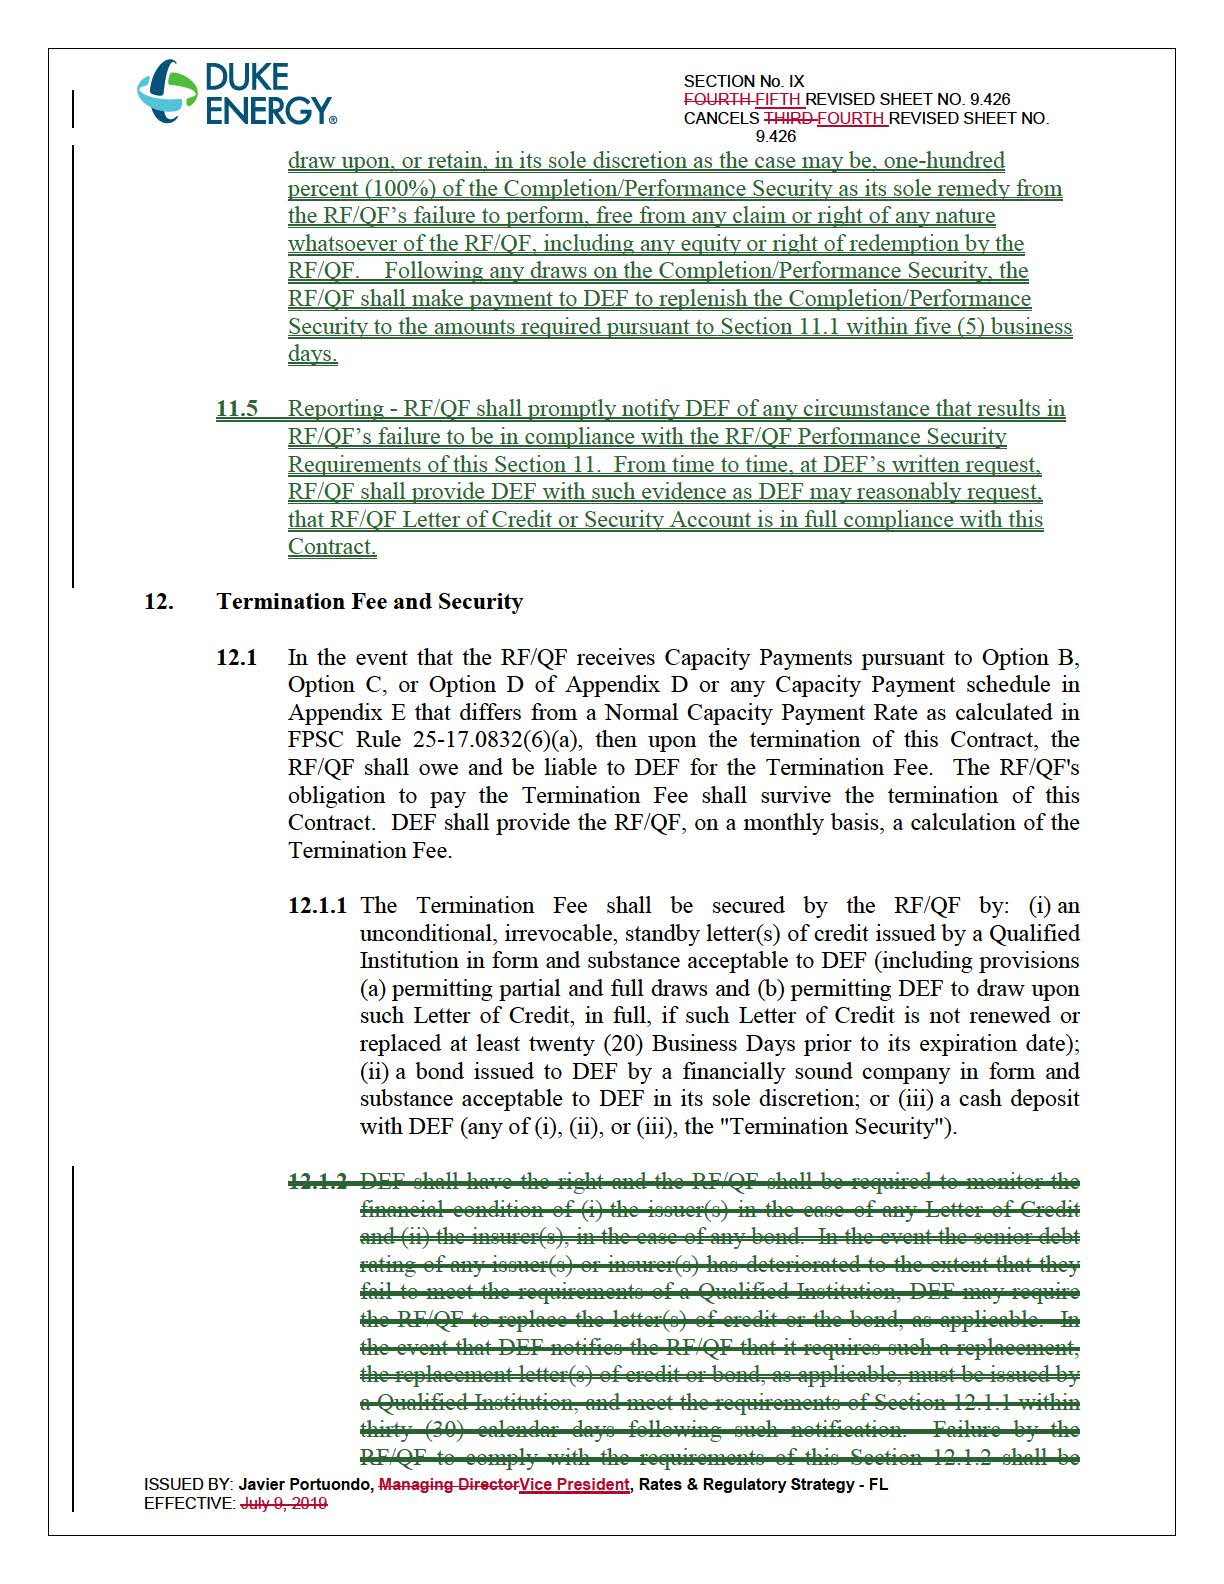 DUKE
ENERGY®
SECTION No. IX
FOURTH FIFTH REVISED SHEET NO. 9.426
CANCELS THIRD FOURTH REVISED SHEET NO.
9.426
draw upon, or retain, in its sole discretion as the case may be, one-hundred
percent (100%) of the Completion/Performance Security as its sole remedy from
the RF/QF’s failure to perform, free from any claim or right of any nature
whatsoever of the RF/QF, including any equity or right of redemption by the
RF/QF.    Following any draws on the Completion/Performance Security, the
RF/QF shall make payment to DEF to replenish the Completion/Performance
Security to the amounts required pursuant to Section 11.1 within five (5) business
days.
11.5 Reporting - RF/QF shall promptly notify DEF of any circumstance that results in
RF/QF’s failure to be in compliance with the RF/QF Performance Security
Requirements of this Section 11.  From time to time, at DEF’s written request,
RF/QF shall provide DEF with such evidence as DEF may reasonably request,
that RF/QF Letter of Credit or Security Account is in full compliance with this
Contract.
12. Termination Fee and Security
12.1 In the event that the RF/QF receives Capacity Payments pursuant to Option B,
Option C, or Option D of Appendix D or any Capacity Payment schedule in
Appendix E that differs from a Normal Capacity Payment Rate as calculated in
FPSC Rule 25-17.0832(6)(a), then upon the termination of this Contract, the
RF/QF shall owe and be liable to DEF for the Termination Fee.  The RF/QF's
obligation to pay the Termination Fee shall survive the termination of this
Contract.  DEF shall provide the RF/QF, on a monthly basis, a calculation of the
Termination Fee.
12.1.1 The Termination Fee shall be secured by the RF/QF by: (i) an
unconditional, irrevocable, standby letter(s) of credit issued by a Qualified
Institution in form and substance acceptable to DEF (including provisions
(a) permitting partial and full draws and (b) permitting DEF to draw upon
such Letter of Credit, in full, if such Letter of Credit is not renewed or
replaced at least twenty (20) Business Days prior to its expiration date);
(ii) a bond issued to DEF by a financially sound company in form and
substance acceptable to DEF in its sole discretion; or (iii) a cash deposit
with DEF (any of (i), (ii), or (iii), the "Termination Security").
12.1.2 DEF shall have the right and the RF/QF shall be required to monitor the
financial condition of (i) the issuer(s) in the case of any Letter of Credit
and (ii) the insurer(s), in the case of any bond.  In the event the senior debt
rating of any issuer(s) or insurer(s) has deteriorated to the extent that they
fail to meet the requirements of a Qualified Institution, DEF may require
the RF/QF to replace the letter(s) of credit or the bond, as applicable.  In
the event that DEF notifies the RF/QF that it requires such a replacement,
the replacement letter(s) of credit or bond, as applicable, must be issued by
a Qualified Institution, and meet the requirements of Section 12.1.1 within
thirty (30) calendar days following such notification.  Failure by the
RF/QF to comply with the requirements of this Section 12.1.2 shall be
ISSUED BY: Javier Portuondo, Managing DirectorVice President, Rates & Regulatory Strategy - FL
EFFECTIVE: July 9, 2019